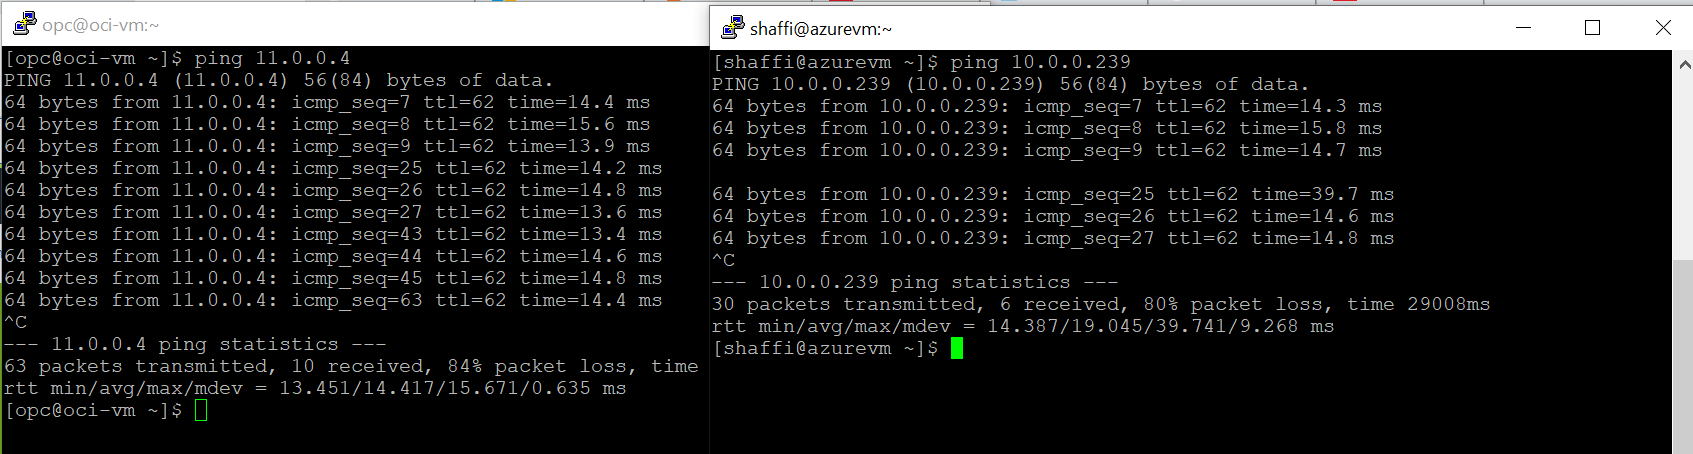 opc@oci-vm:~
[opc@oci-vm ~]$ ping 11.0.0.4
PING 11.0.0.4 (11.0.0.4) 56(84) bytes of data.
64 bytes from 11.0.0.4: icmp_seq=7 ttl=62 time=14.4 ms
64 bytes from 11.0.0.4: icmp_seq=8 ttl=62 time=15.6 ms
64 bytes from 11.0.0.4: icmp_seq=9 ttl=62 time=13.9 ms
64 bytes from 11.0.0.4: icmp_seq=25 ttl=62 time=14.2 ms
64 bytes from 11.0.0.4: icmp_seq=26 ttl=62 time=14.8 ms
64 bytes from 11.0.0.4: icmp_seq=27 ttl=62 time=13.6 ms
64 bytes from 11.0.0.4: icmp_seq=43 ttl=62 time=13.4 ms
64 bytes from 11.0.0.4: icmp_seq=44 ttl=62 time=14.6 ms
64 bytes from 11.0.0.4: icmp_seq=45 ttl=62 time=14.8 ms
64 bytes from 11.0.0.4: icmp_seq=63 ttl=62 time=14.4 ms
^C
--- 11.0.0.4 ping statistics ---
63 packets transmitted, 10 received, 84% packet loss, time
rtt min/avg/max/mdev = 13.451/14.417/15.671/0.635 ms
[opc@oci-vm ~]$
shaffi@azurevm:~
[shaffi@azurevm ~]$ ping 10.0.0.239
PING 10.0.0.239 (10.0.0.239) 56(84) bytes of data.
64 bytes from 10.0.0.239: icmp_seq=7 ttl=62 time=14.3 ms
64 bytes from 10.0.0.239: icmp_seq=8 ttl=62 time=15.8 ms
64 bytes from 10.0.0.239: icmp_seq=9 ttl=62 time=14.7 ms
64 bytes from 10.0.0.239: icmp_seq=25 ttl=62 time=39.7 ms
64 bytes from 10.0.0.239: icmp_seq=26 ttl=62 time=14.6 ms
64 bytes from 10.0.0.239: icmp_seq=27 ttl=62 time=14.8 ms
^C
--- 10.0.0.239 ping statistics ---
30 packets transmitted, 6 received, 80% packet loss, time 29008ms
rtt min/avg/max/mdev = 14.387/19.045/39.741/9.268 ms
[shaffi@azurevm ~]$